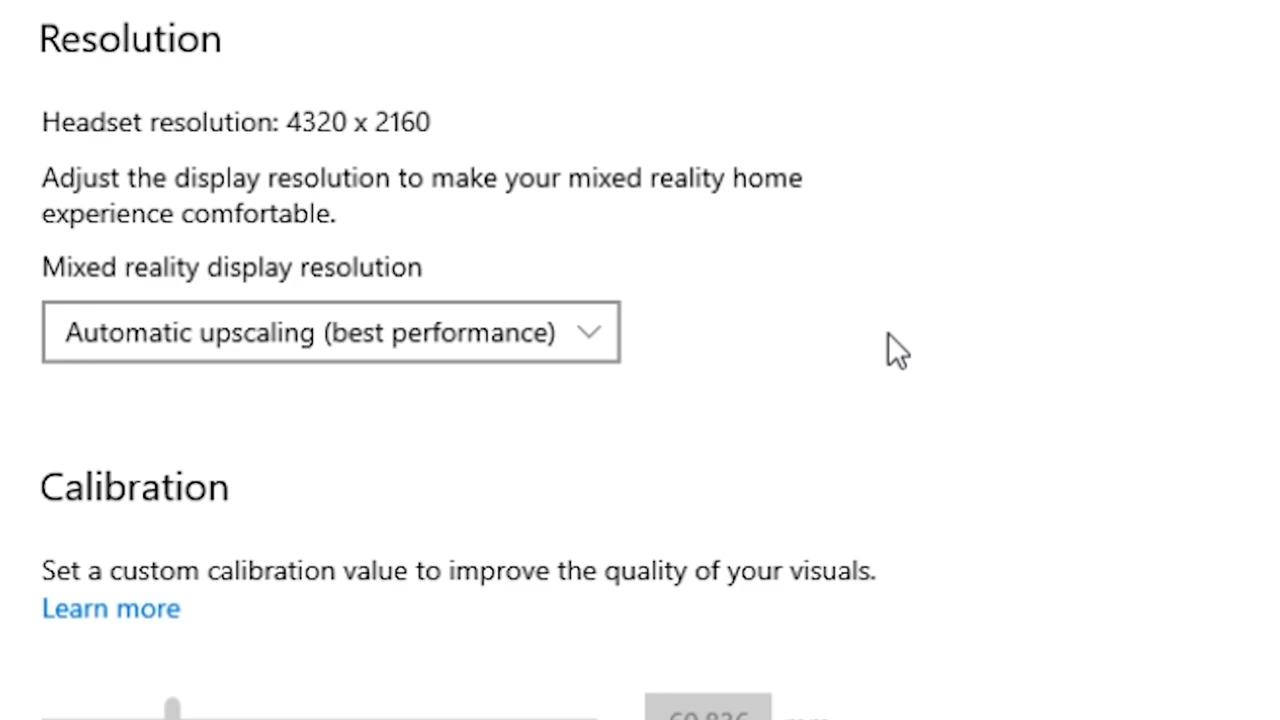 Resolution
Headset resolution: 4320 x 2160
Adjust the display resolution to make your mixed reality home
experience comfortable.
Mixed reality display resolution
Automatic upscaling (best performance)
Calibration
Set a custom calibration value to improve the quality of your visuals.
Learn more